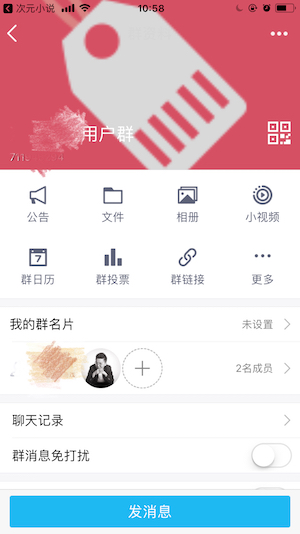 次元小说 10:58
用户群
公告 文件 相册 小视频
7
群日历 群投票 群链接 更多
我的群名片 未设置
2名成员
聊天记录
群消息免打扰
发消息